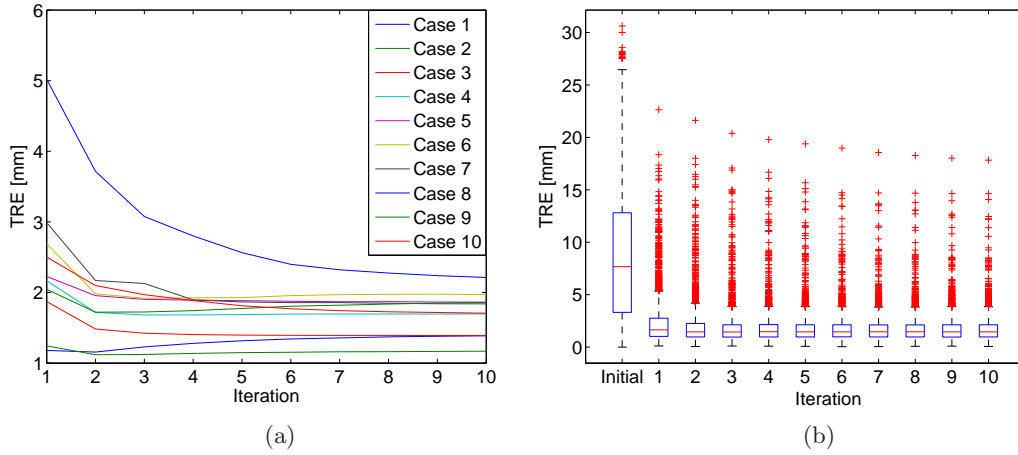 6
5
4
3
2
1
TRE [mm]
Case 1
Case 2
Case 3
Case 4
Case 5
Case 6
Case 7
Case 8
Case 9
Case 10
1 2 3 4 5 6 7 8 9 10
Iteration
(a)
30
25
20
15
10
5
0
TRE [mm]
Initial 1 2 3 4 5 6 7 8 9 10
Iteration
(b)